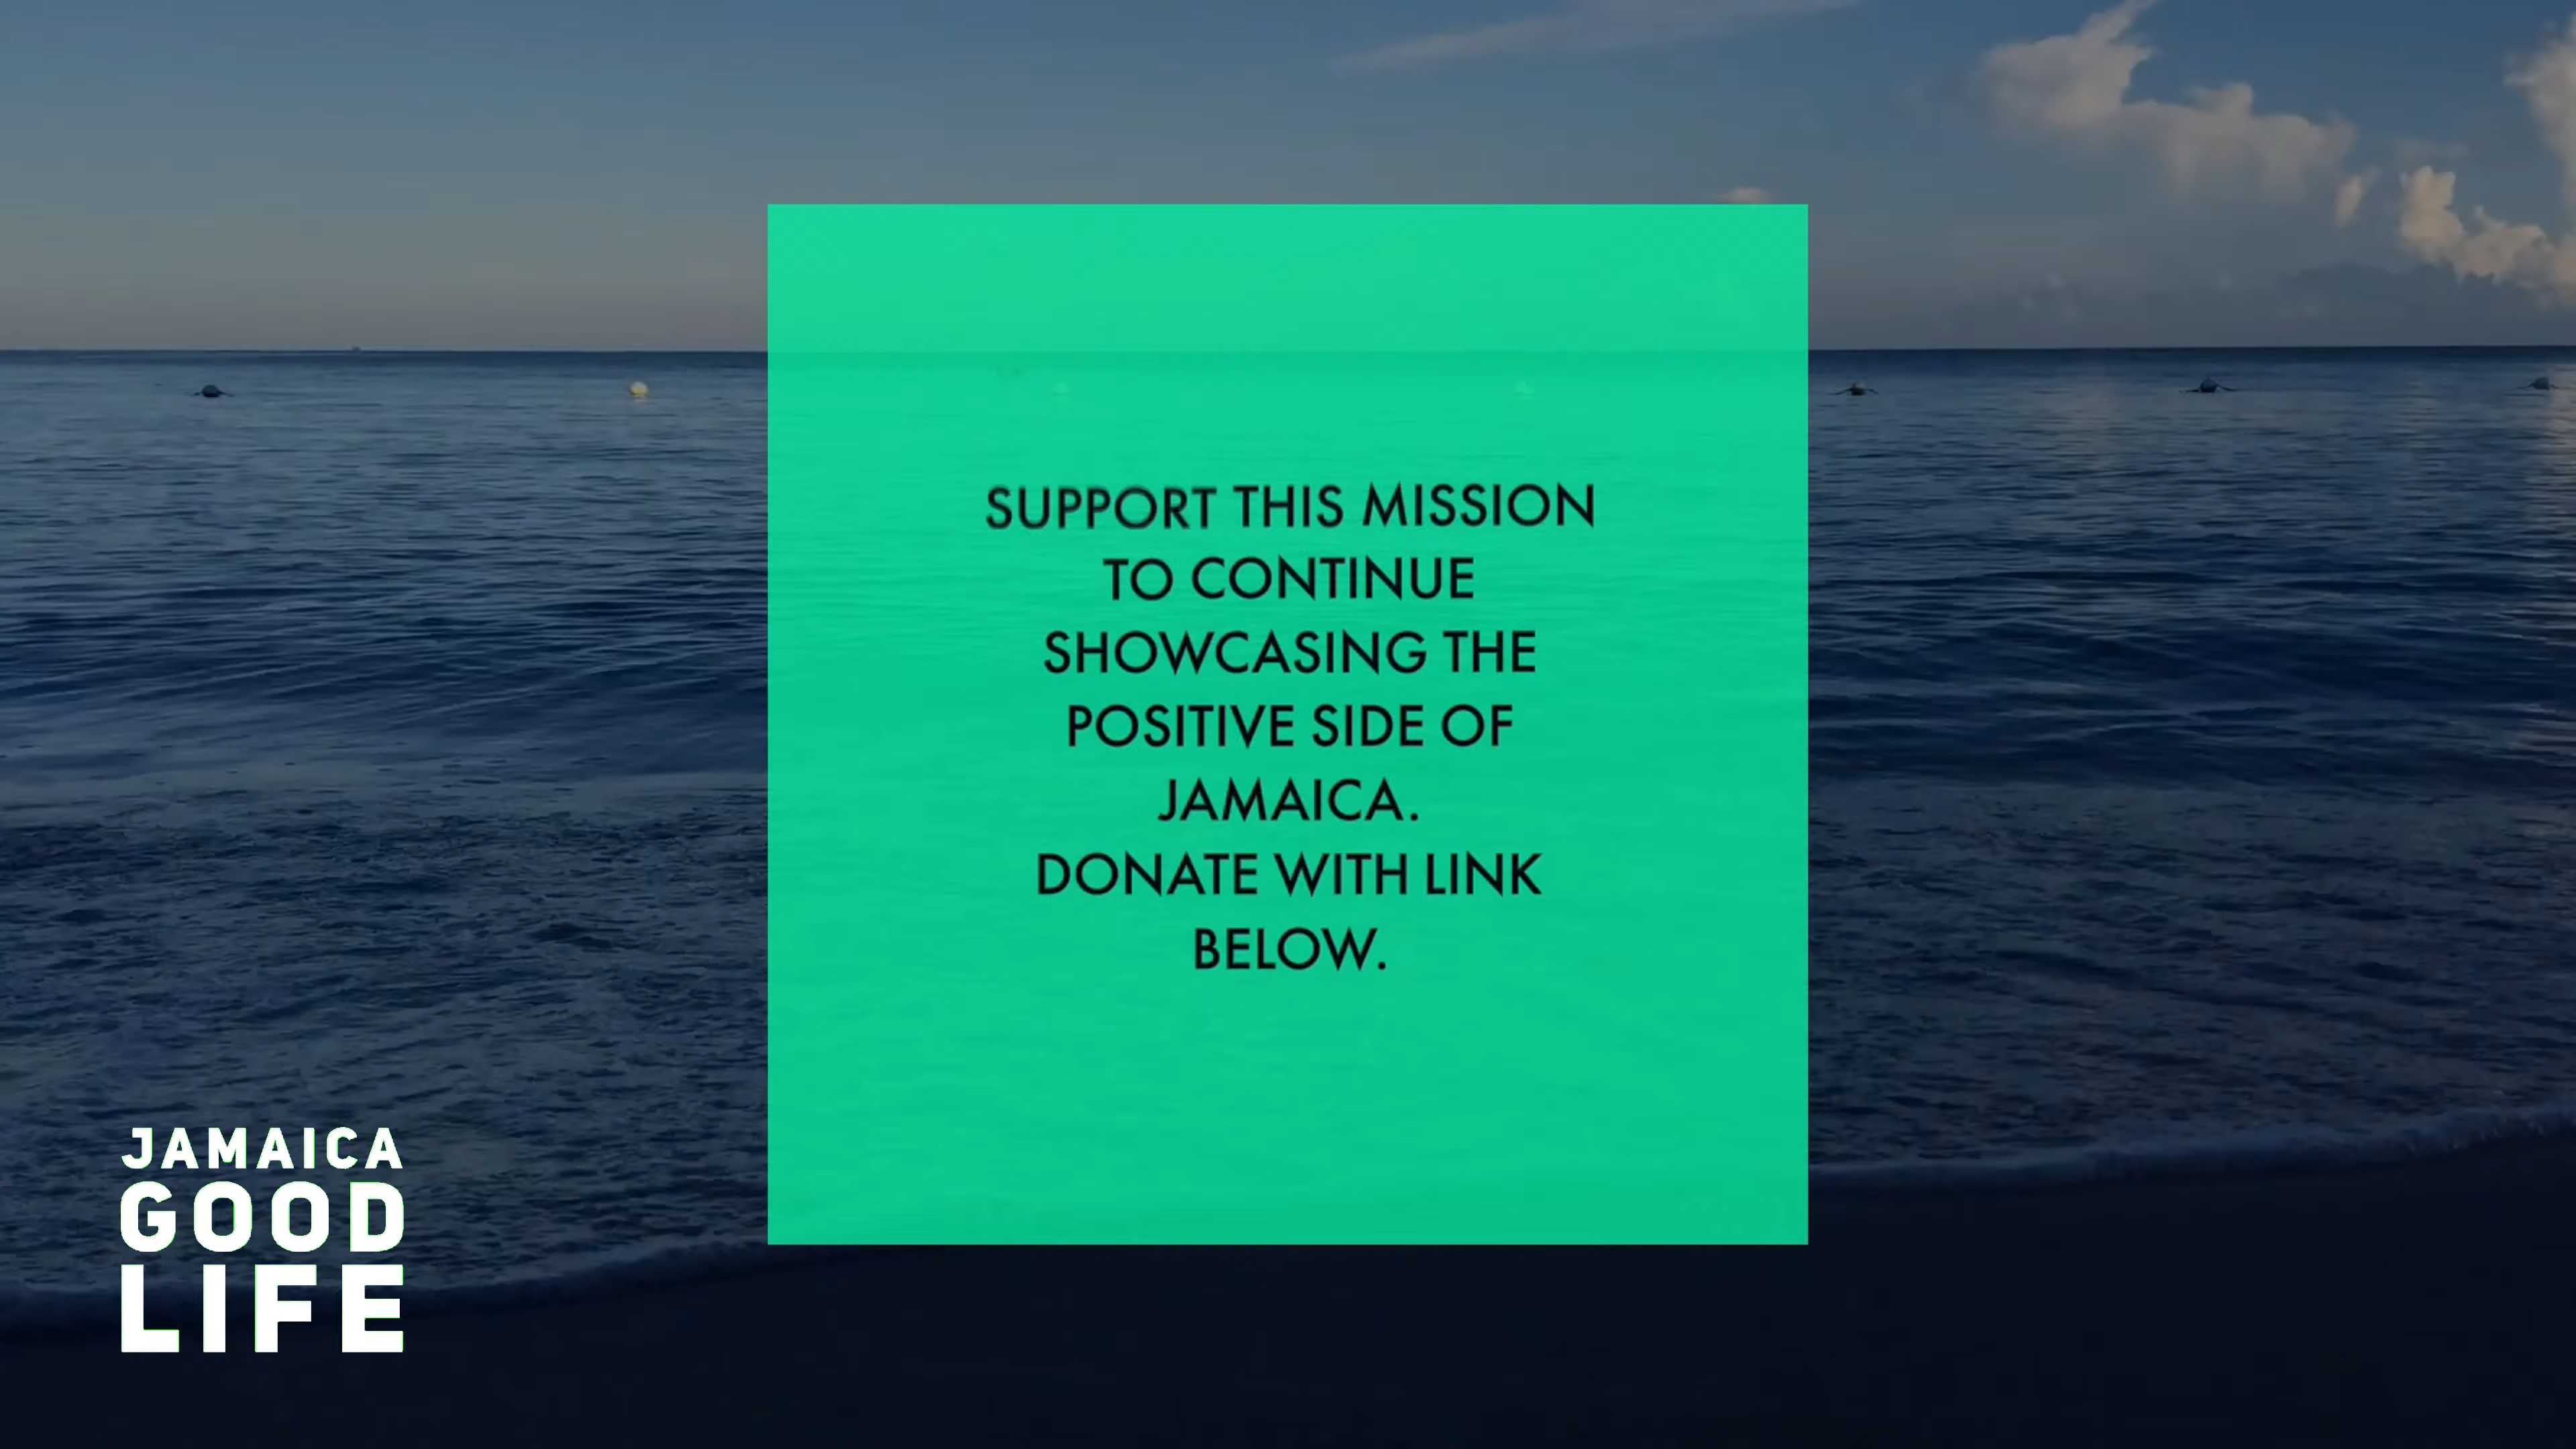 SUPPORT THIS MISSION
TO CONTINUE
SHOWCASING THE
POSITIVE SIDE OF
JAMAICA.
DONATE WITH LINK
BELOW.
JAMAICA
GOOD
LIFE